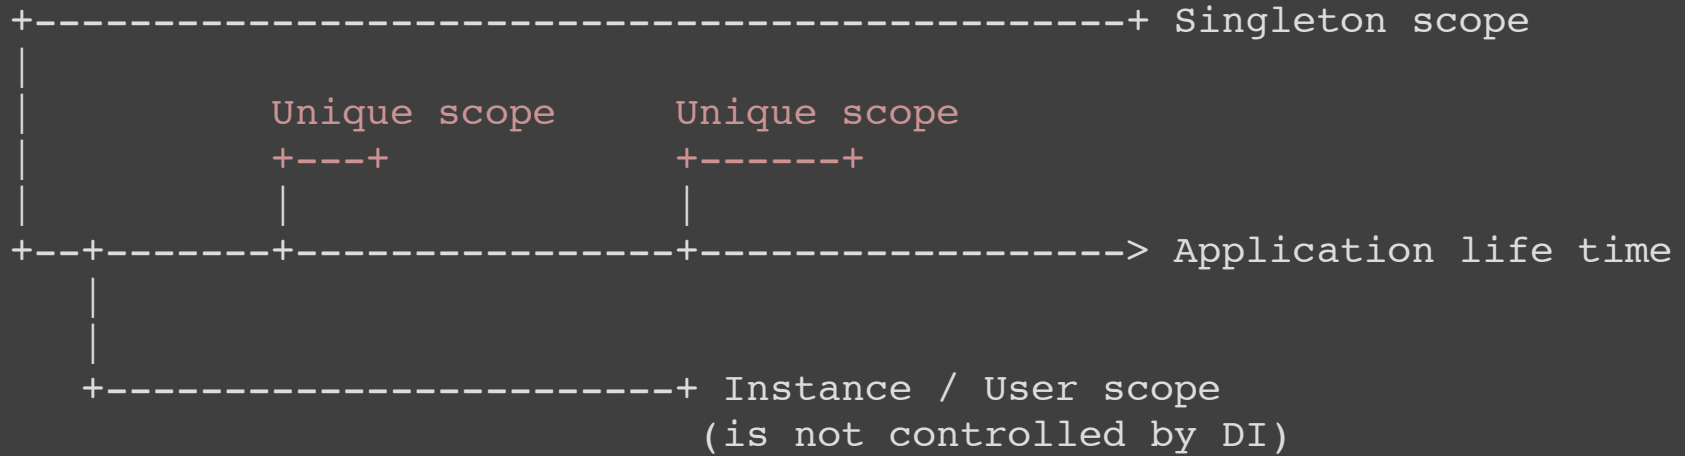 +----------------------------------------------+ Singleton scope
|
|          Unique scope     Unique scope
|          +---+            +------+
|          |                |
+--+-------+----------------+------------------> Application life time
   |
   |
   +------------------------+ Instance / User scope
                             (is not controlled by DI)